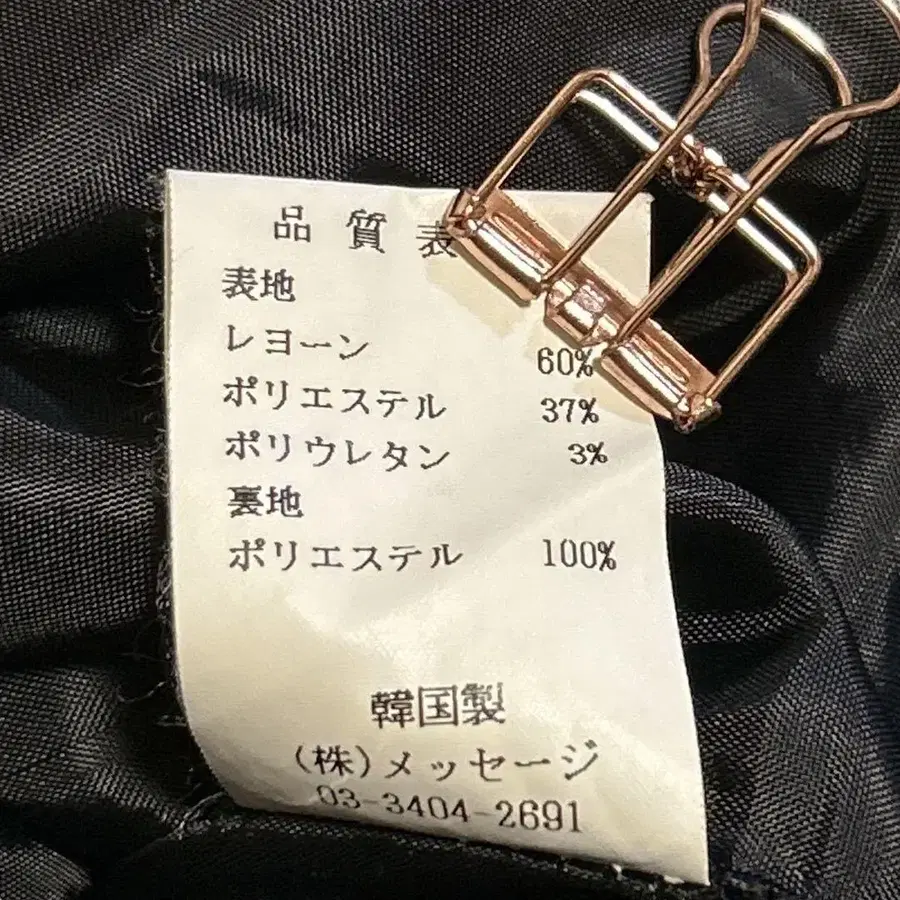 品質表
表地
レヨーン 60%
ポリエステル 37%
ポリウレタン 3%
裏地
ポリエステル 100%
韓国製
(株)メッセージ
03-3404-2691